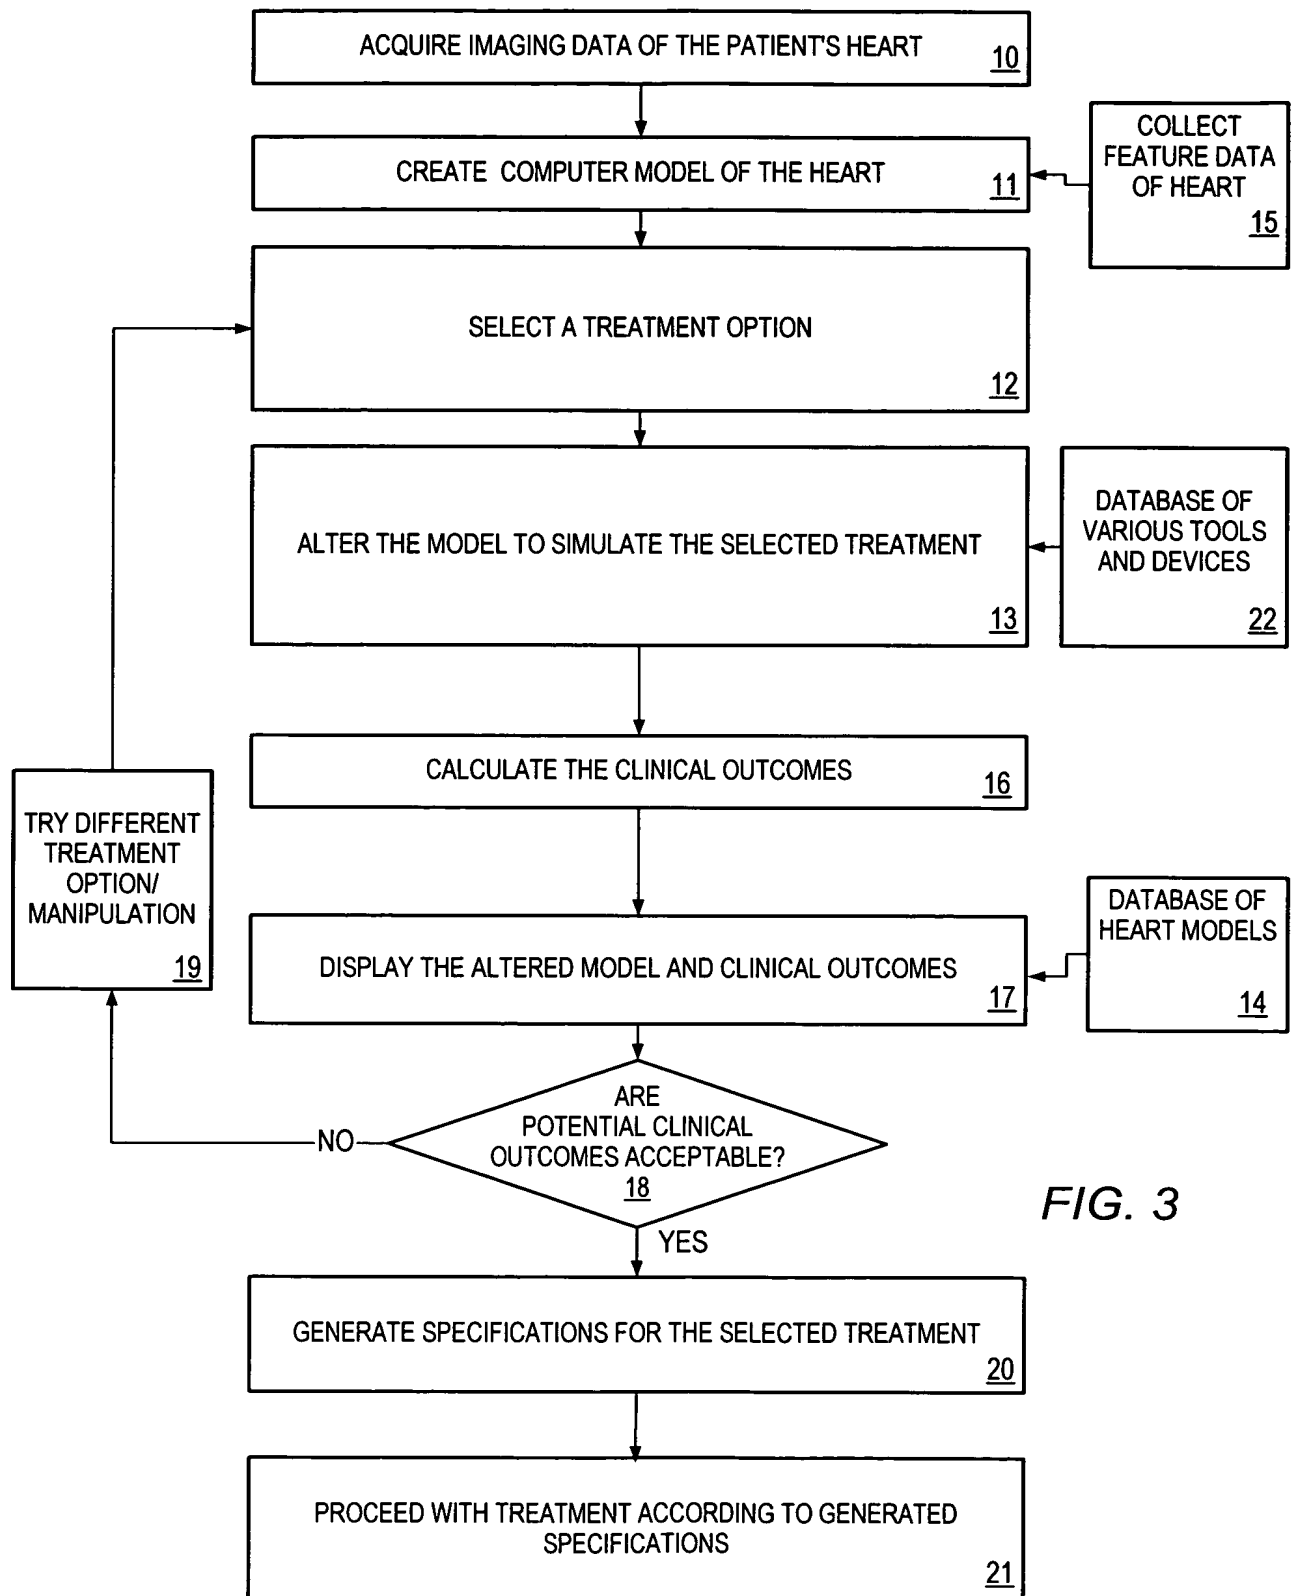 ACQUIRE IMAGING DATA OF THE PATIENT'S HEART
10
CREATE COMPUTER MODEL OF THE HEART
11
COLLECT
FEATURE DATA
OF HEART
15
SELECT A TREATMENT OPTION
12
ALTER THE MODEL TO SIMULATE THE SELECTED TREATMENT
13
DATABASE OF
VARIOUS TOOLS
AND DEVICES
22
CALCULATE THE CLINICAL OUTCOMES
16
TRY DIFFERENT
TREATMENT
OPTION/
MANIPULATION
19
DISPLAY THE ALTERED MODEL AND CLINICAL OUTCOMES
17
DATABASE OF
HEART MODELS
14
ARE
POTENTIAL CLINICAL
OUTCOMES ACCEPTABLE?
18
NO
YES
FIG. 3
GENERATE SPECIFICATIONS FOR THE SELECTED TREATMENT
20
PROCEED WITH TREATMENT ACCORDING TO GENERATED
SPECIFICATIONS
21